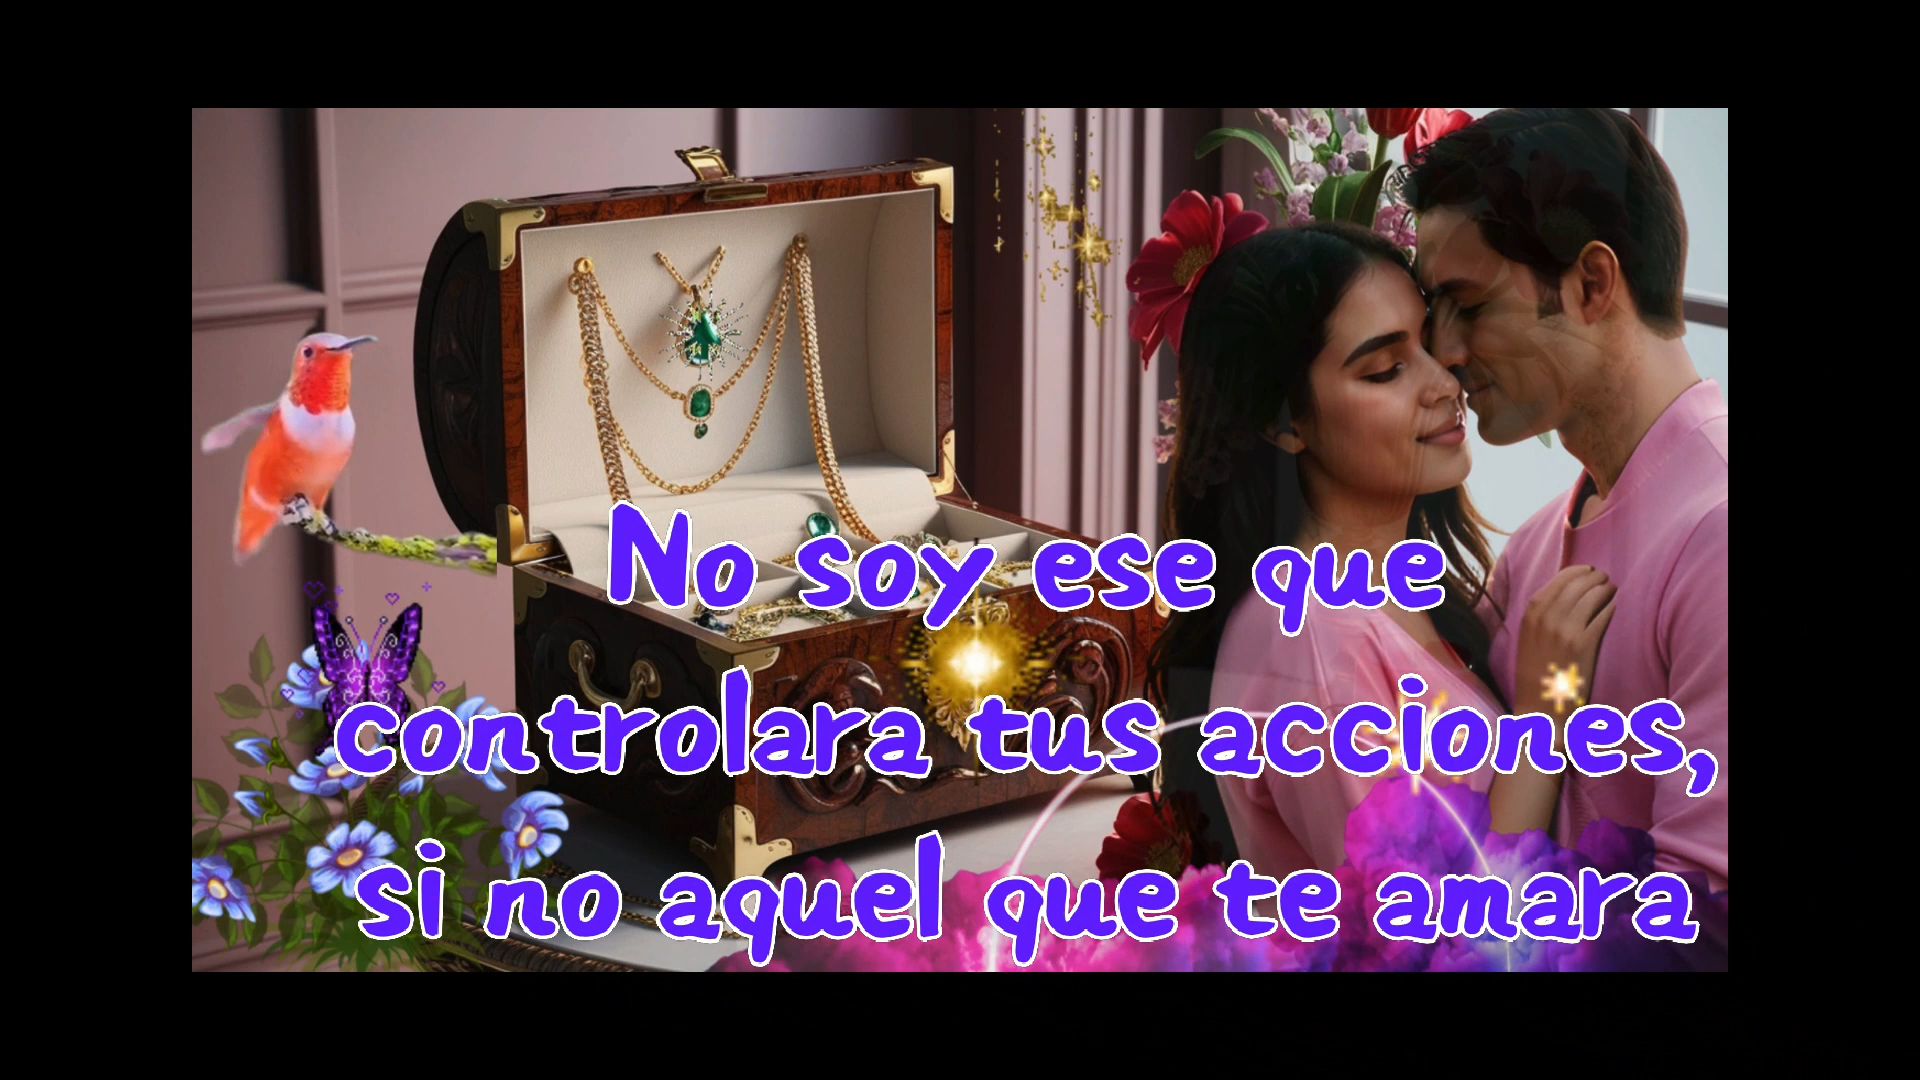 No soy ese que
controlara tus acciones,
si no aquel que te amara